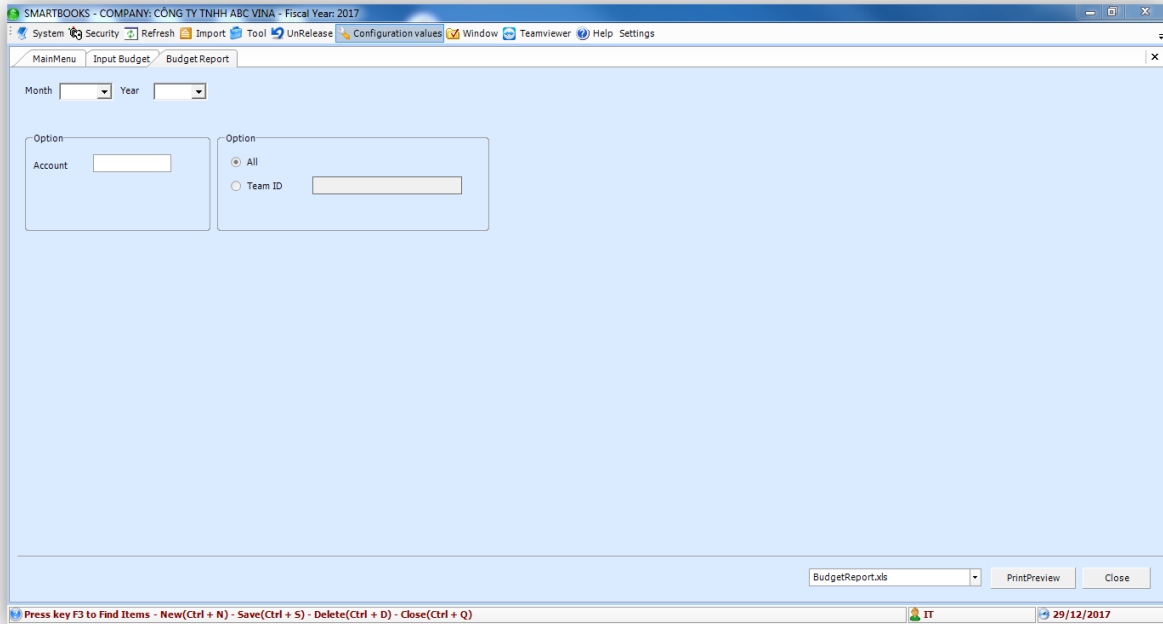 SMARTBOOKS - COMPANY: CÔNG TY TNHH ABC VINA - Fiscal Year: 2017
System Security Refresh Import Tool UnRelease Configuration values Window Teamviewer Help Settings
MainMenu Input Budget Budget Report
Month Year
Option Option
Account All
Team ID
BudgetReport.xls PrintPreview Close
Press key F3 to Find Items - New(Ctrl + N) - Save(Ctrl + S) - Delete(Ctrl + D) - Close(Ctrl + Q) IT 29/12/2017